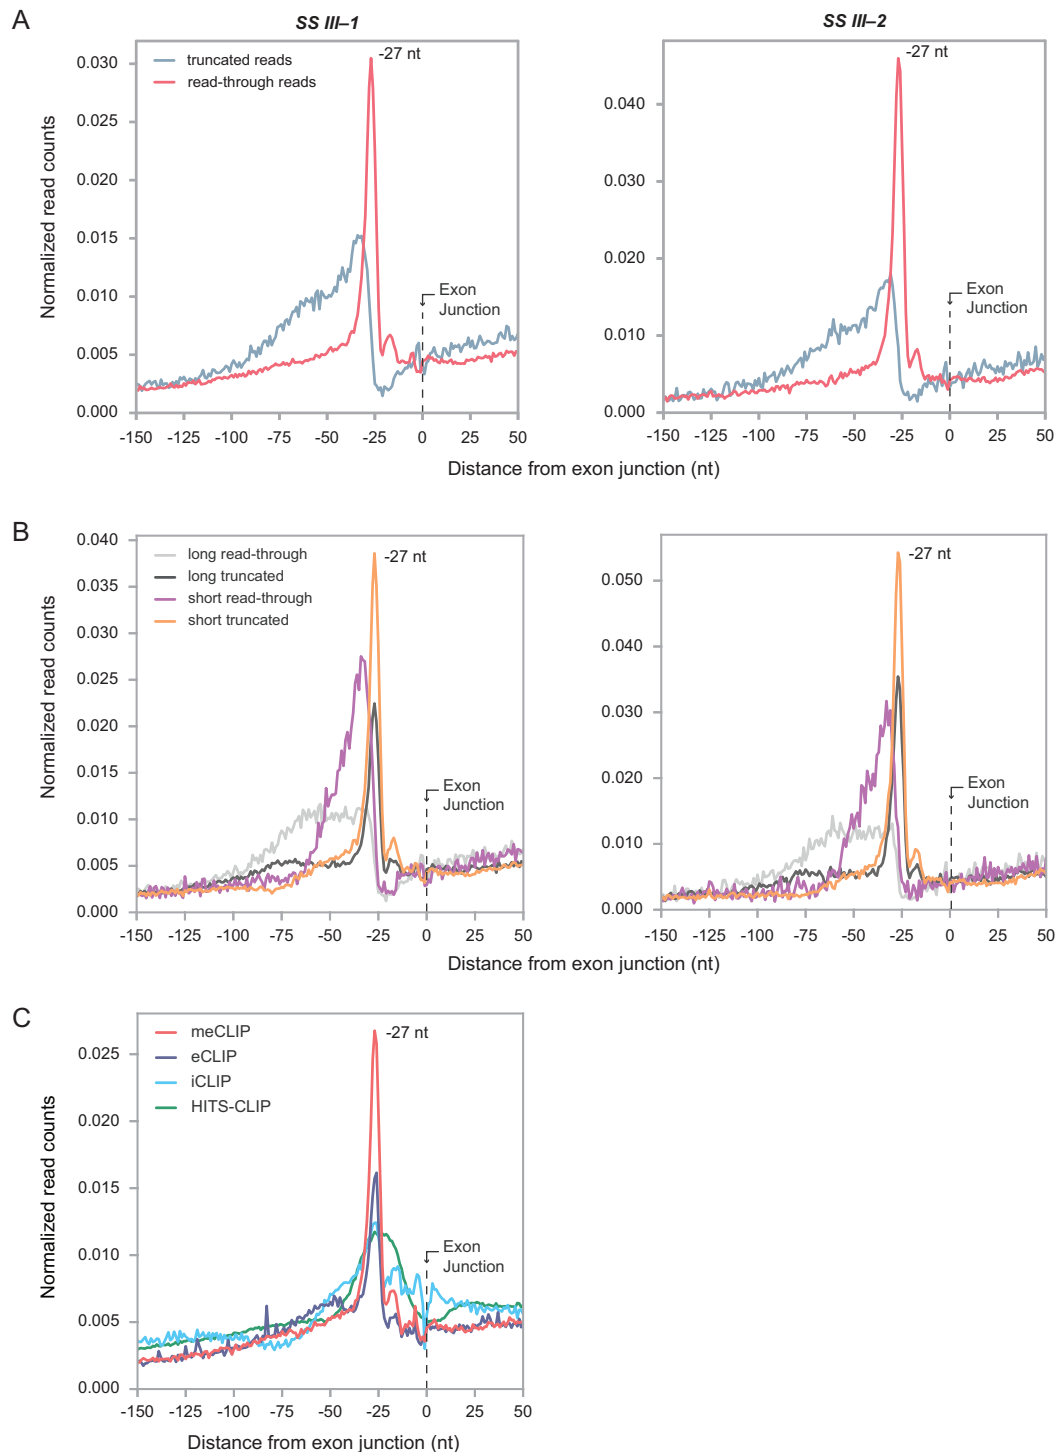 A
SS III–1
SS III–2
truncated reads
read-through reads
-27 nt
-27 nt
Normalized read counts
0.030
0.025
0.020
0.015
0.010
0.005
0.000
0.040
0.030
0.020
0.010
0.000
Exon
Junction
Exon
Junction
-150 -125 -100 -75 -50 -25 0 25 50
-150 -125 -100 -75 -50 -25 0 25 50
Distance from exon junction (nt)
B
long read-through
long truncated
short read-through
short truncated
-27 nt
-27 nt
Normalized read counts
0.040
0.035
0.030
0.025
0.020
0.015
0.010
0.005
0.000
0.050
0.040
0.030
0.020
0.010
0.000
Exon
Junction
Exon
Junction
-150 -125 -100 -75 -50 -25 0 25 50
-150 -125 -100 -75 -50 -25 0 25 50
Distance from exon junction (nt)
C
meCLIP
eCLIP
iCLIP
HITS-CLIP
-27 nt
Normalized read counts
0.025
0.020
0.015
0.010
0.005
0.000
Exon
Junction
-150 -125 -100 -75 -50 -25 0 25 50
Distance from exon junction (nt)